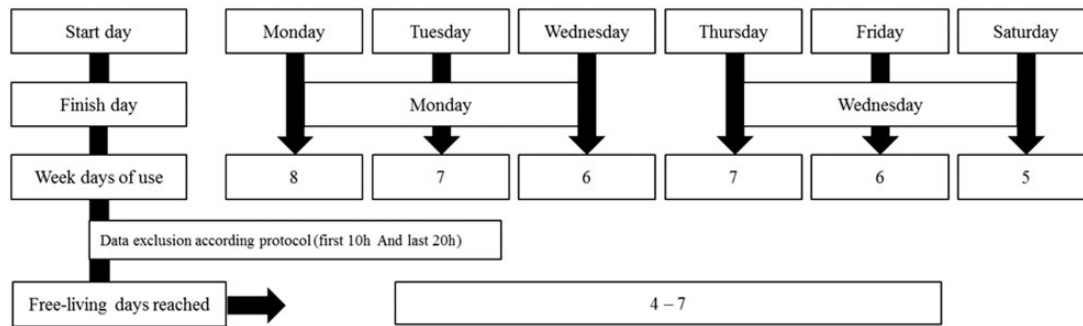 Start day Monday Tuesday Wednesday Thursday Friday Saturday
Finish day Monday Wednesday
Week days of use 8 7 6 7 6 5
Data exclusion according protocol (first 10h And last 20h)
Free-living days reached 4 – 7